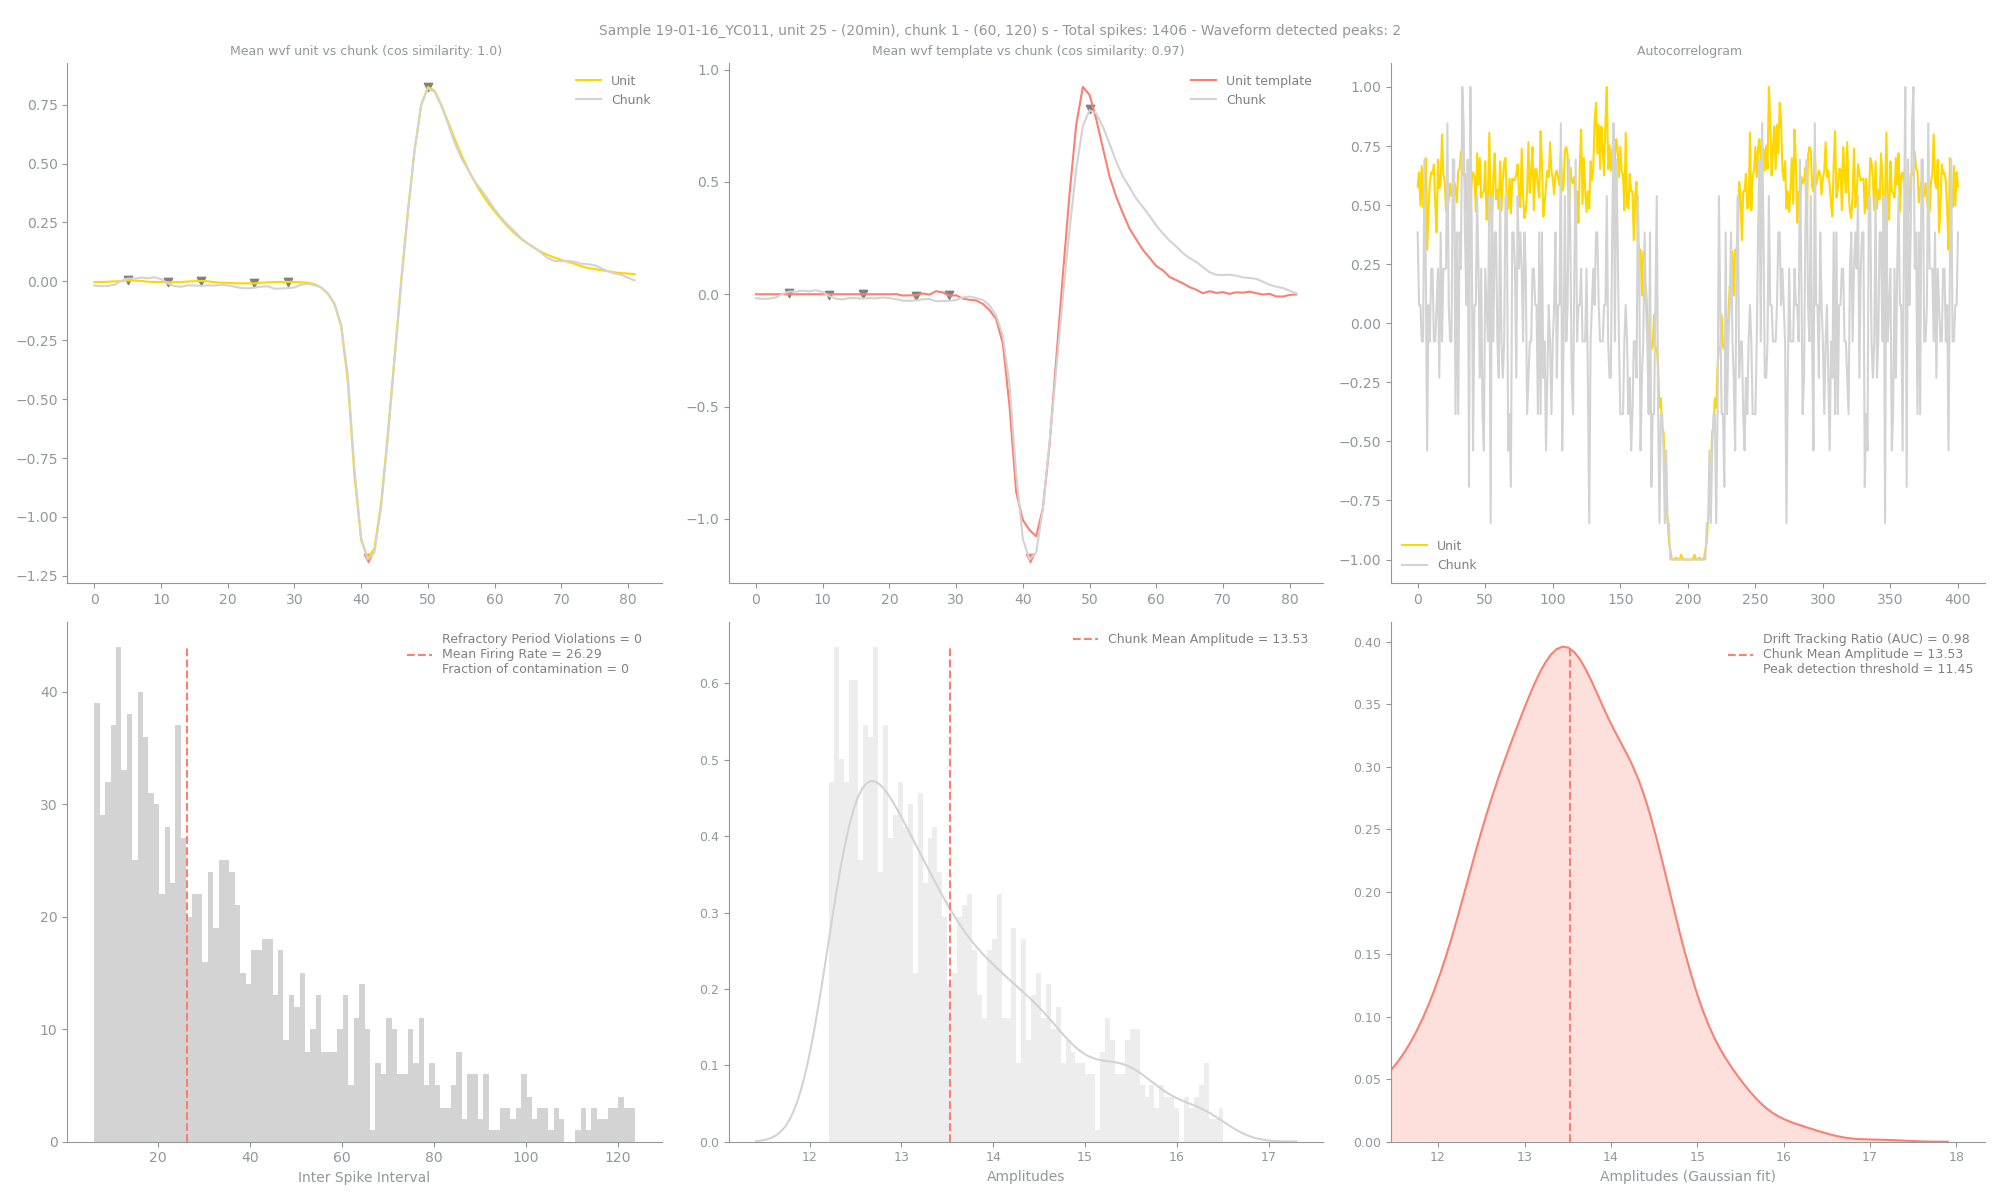 Sample 19-01-16_YC011, unit 25 - (20min), chunk 1 - (60, 120) s - Total spikes: 1406 - Waveform detected peaks: 2
Mean wvf unit vs chunk (cos similarity: 1.0)
Unit
Chunk
0.75
0.50
0.25
0.00
−0.25
−0.50
−0.75
−1.00
−1.25
0 10 20 30 40 50 60 70 80
Mean wvf template vs chunk (cos similarity: 0.97)
Unit template
Chunk
1.0
0.5
0.0
−0.5
−1.0
0 10 20 30 40 50 60 70 80
Autocorrelogram
1.00
0.75
0.50
0.25
0.00
−0.25
−0.50
−0.75
−1.00
Unit
Chunk
0 50 100 150 200 250 300 350 400
Refractory Period Violations = 0
Mean Firing Rate = 26.29
Fraction of contamination = 0
40
30
20
10
0
20 40 60 80 100 120
Inter Spike Interval
Chunk Mean Amplitude = 13.53
0.6
0.5
0.4
0.3
0.2
0.1
0.0
12 13 14 15 16 17
Amplitudes
Drift Tracking Ratio (AUC) = 0.98
Chunk Mean Amplitude = 13.53
Peak detection threshold = 11.45
0.40
0.35
0.30
0.25
0.20
0.15
0.10
0.05
0.00
12 13 14 15 16 17 18
Amplitudes (Gaussian fit)